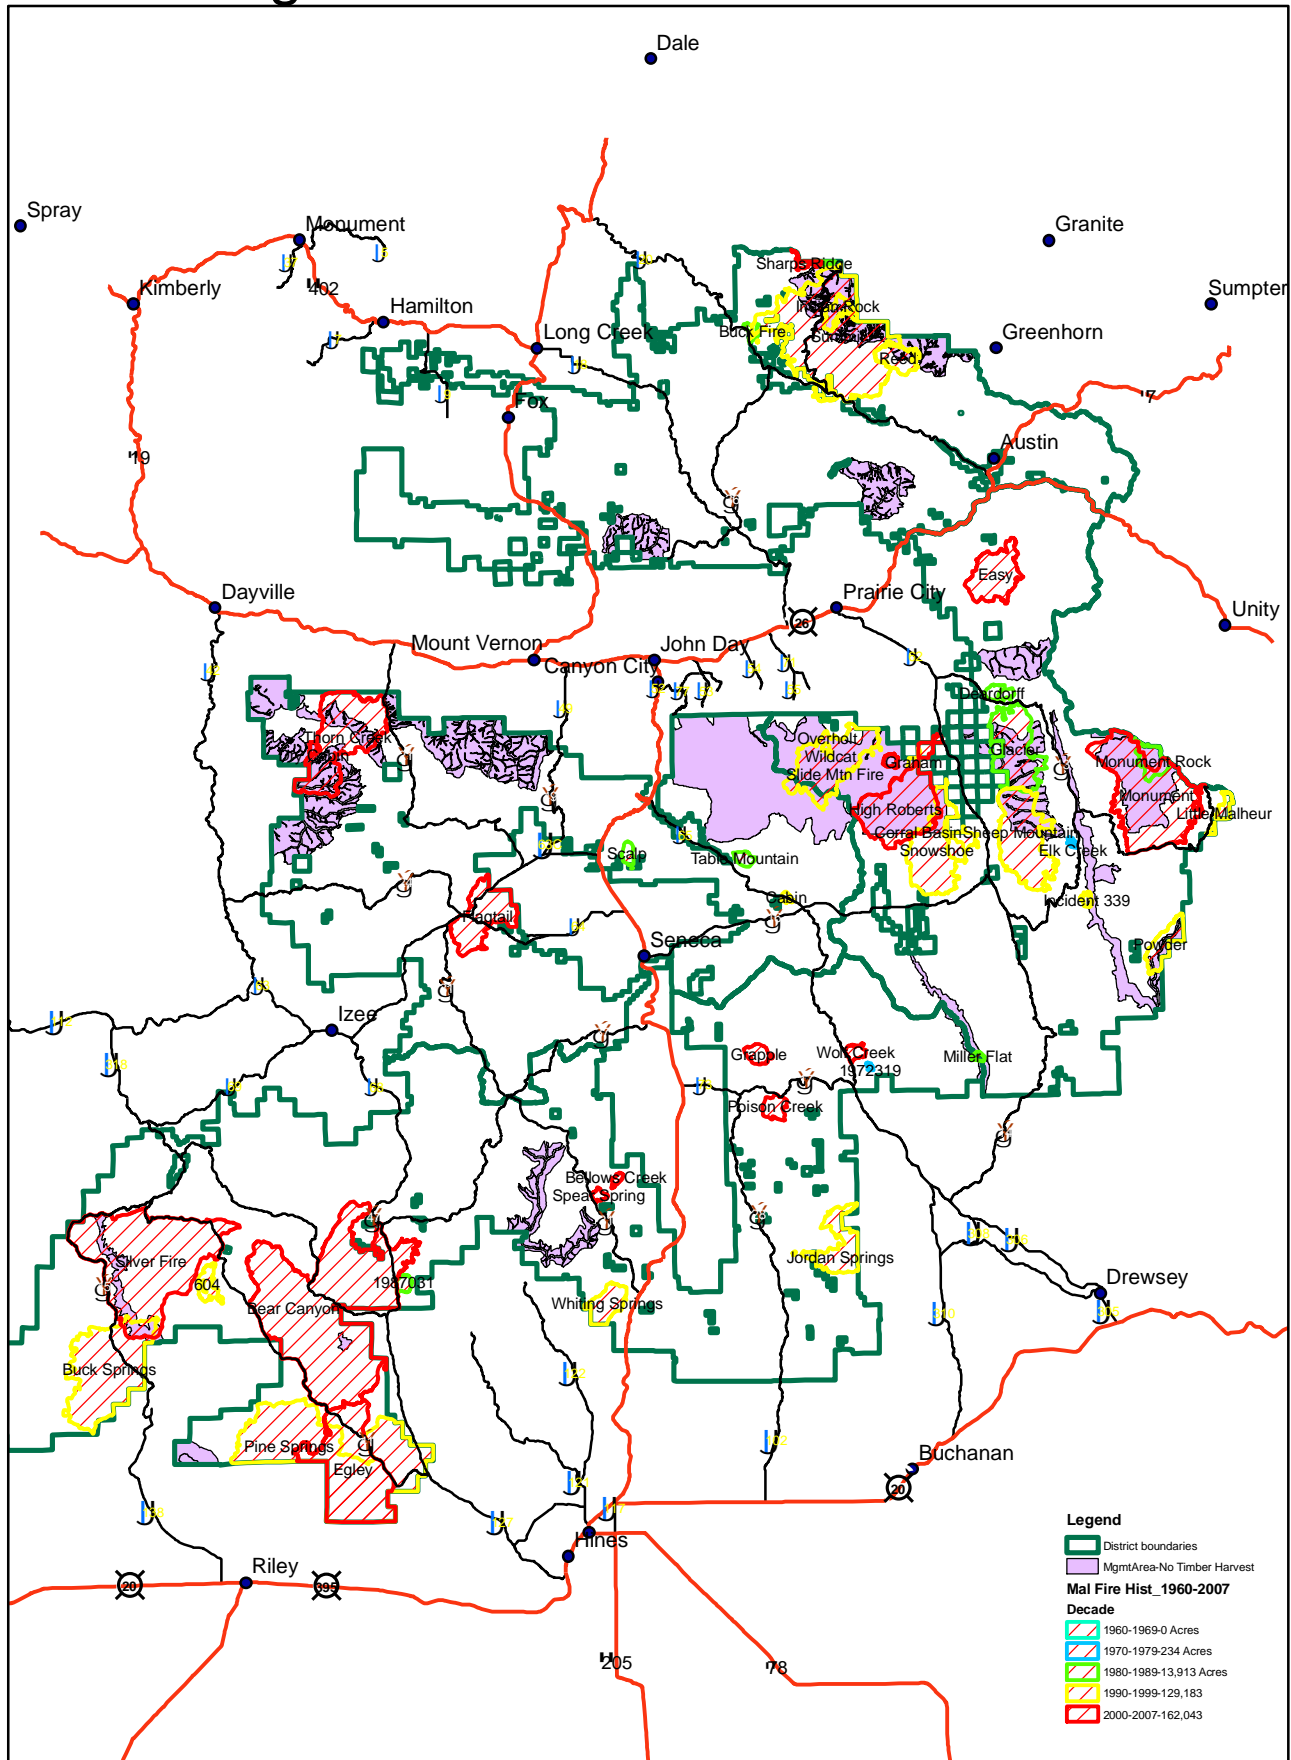 Dale
Spray
Monument
Granite
Kimberly
402
Sumpter
Hamilton
Sharps Ridge
Indian Rock
Long Creek
Buck Fire
Summit
Greenhorn
Reed
Fox
7
19
Austin
Easy
Dayville
Prairie City
26
Unity
Mount Vernon
John Day
Canyon City
Deardorff
Thorn Creek
Overholt
Wildcat
Glacier
Graham
Slide Mtn Fire
Monument Rock
Monument
High Roberts
Little Malheur
Corral Basin
Sheep Mountain
Snowshoe
Elk Creek
Scalp
Table Mountain
Cabin
Incident 339
Flagtail
Powder
Seneca
Izee
Grapple
Wolf Creek
1972319
Miller Flat
Poison Creek
Bellows Creek
Spear Spring
Silver Fire
604
1987031
Jordan Springs
Bear Canyon
Whiting Springs
Drewsey
Buck Springs
Pine Springs
Egley
Buchanan
20
Hines
Riley
20
395
205
78
Legend
District boundaries
MgmtArea-No Timber Harvest
Mal Fire Hist_1960-2007
Decade
1960-1969-0 Acres
1970-1979-234 Acres
1980-1989-13,913 Acres
1990-1999-129,183
2000-2007-162,043